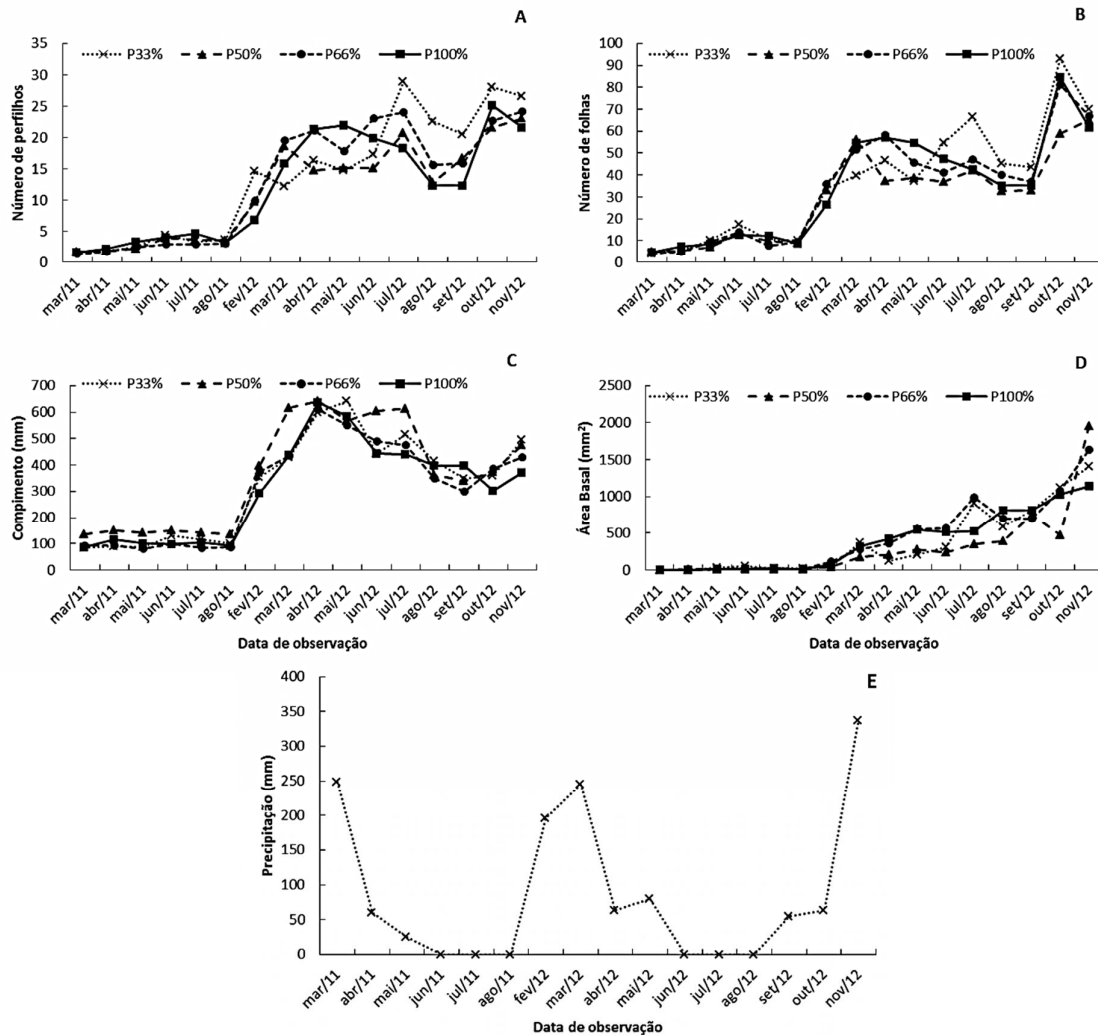 A
Número de perfilhos
35
30
25
20
15
10
5
0
P33% P50% P66% P100%
mar/11 abr/11 mai/11 jun/11 jul/11 ago/11 fev/12 mar/12 abr/12 mai/12 jun/12 jul/12 ago/12 set/12 out/12 nov/12
B
Número de folhas
100
90
80
70
60
50
40
30
20
10
0
P33% P50% P66% P100%
mar/11 abr/11 mai/11 jun/11 jul/11 ago/11 fev/12 mar/12 abr/12 mai/12 jun/12 jul/12 ago/12 set/12 out/12 nov/12
C
Compimento (mm)
700
600
500
400
300
200
100
0
P33% P50% P66% P100%
mar/11 abr/11 mai/11 jun/11 jul/11 ago/11 fev/12 mar/12 abr/12 mai/12 jun/12 jul/12 ago/12 set/12 out/12 nov/12
Data de observação
D
Área Basal (mm²)
2500
2000
1500
1000
500
0
P33% P50% P66% P100%
mar/11 abr/11 mai/11 jun/11 jul/11 ago/11 fev/12 mar/12 abr/12 mai/12 jun/12 jul/12 ago/12 set/12 out/12 nov/12
Data de observação
E
Precipitação (mm)
400
350
300
250
200
150
100
50
0
mar/11 abr/11 mai/11 jun/11 jul/11 ago/11 fev/12 mar/12 abr/12 mai/12 jun/12 jul/12 ago/12 set/12 out/12 nov/12
Data de observação